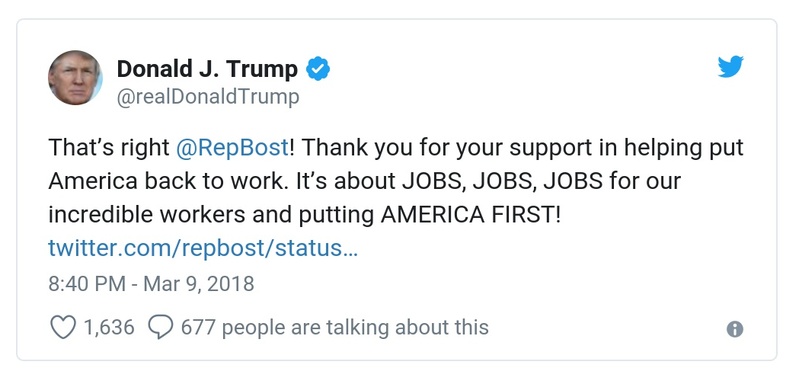 Donald J. Trump
@realDonaldTrump
That’s right @RepBost! Thank you for your support in helping put
America back to work. It’s about JOBS, JOBS, JOBS for our
incredible workers and putting AMERICA FIRST!
twitter.com/repbost/status…
8:40 PM - Mar 9, 2018
1,636 677 people are talking about this